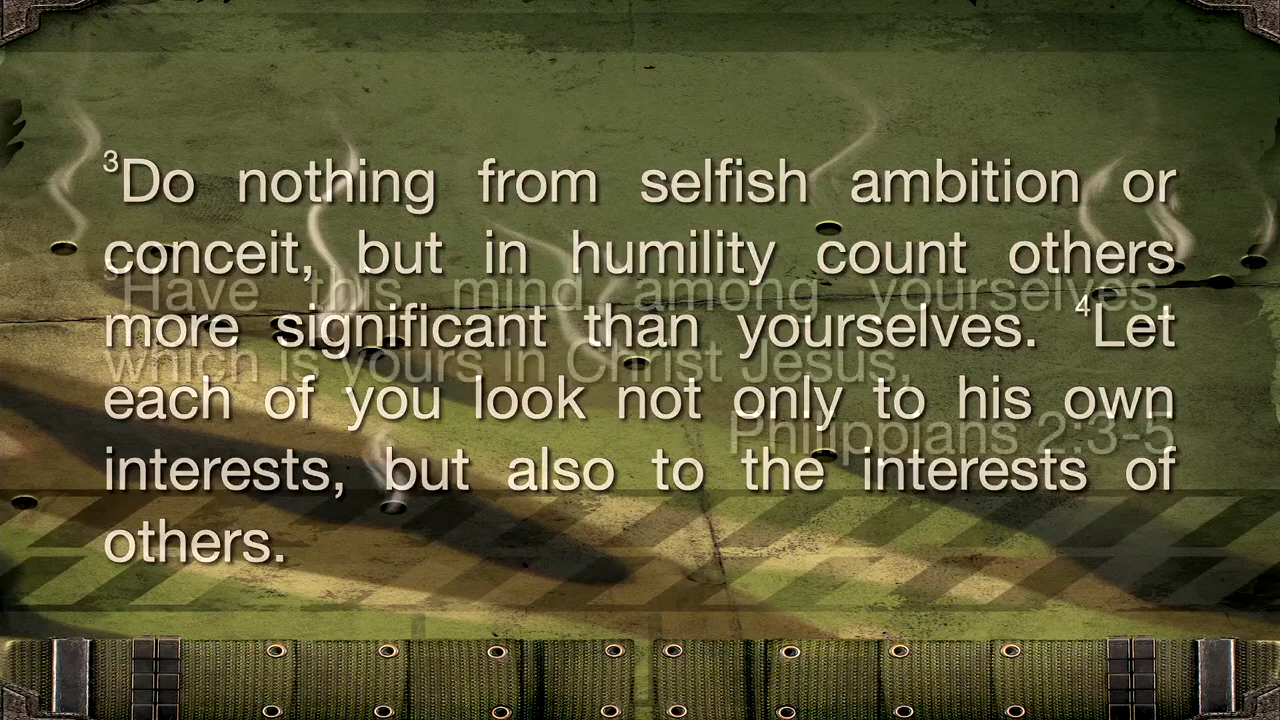 ³Do nothing from selfish ambition or
conceit, but in humility count others
more significant than yourselves. ⁴Let
each of you look not only to his own
interests, but also to the interests of
others.
Have this mind among yourselves,
which is yours in Christ Jesus,
Philippians 2:3-5